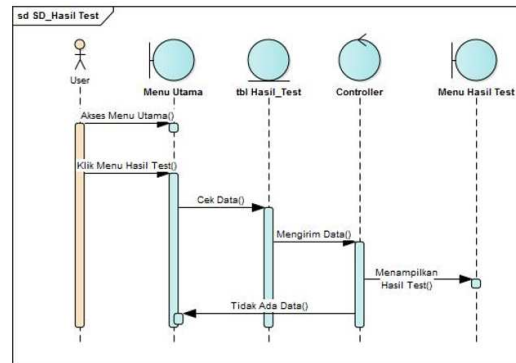 sd SD_Hasil Test
User
Menu Utama
tbl Hasil_Test
Controller
Menu Hasil Test
Akses Menu Utama()
Klik Menu Hasil Test()
Cek Data()
Mengirim Data()
Menampilkan
Hasil Test()
Tidak Ada Data()